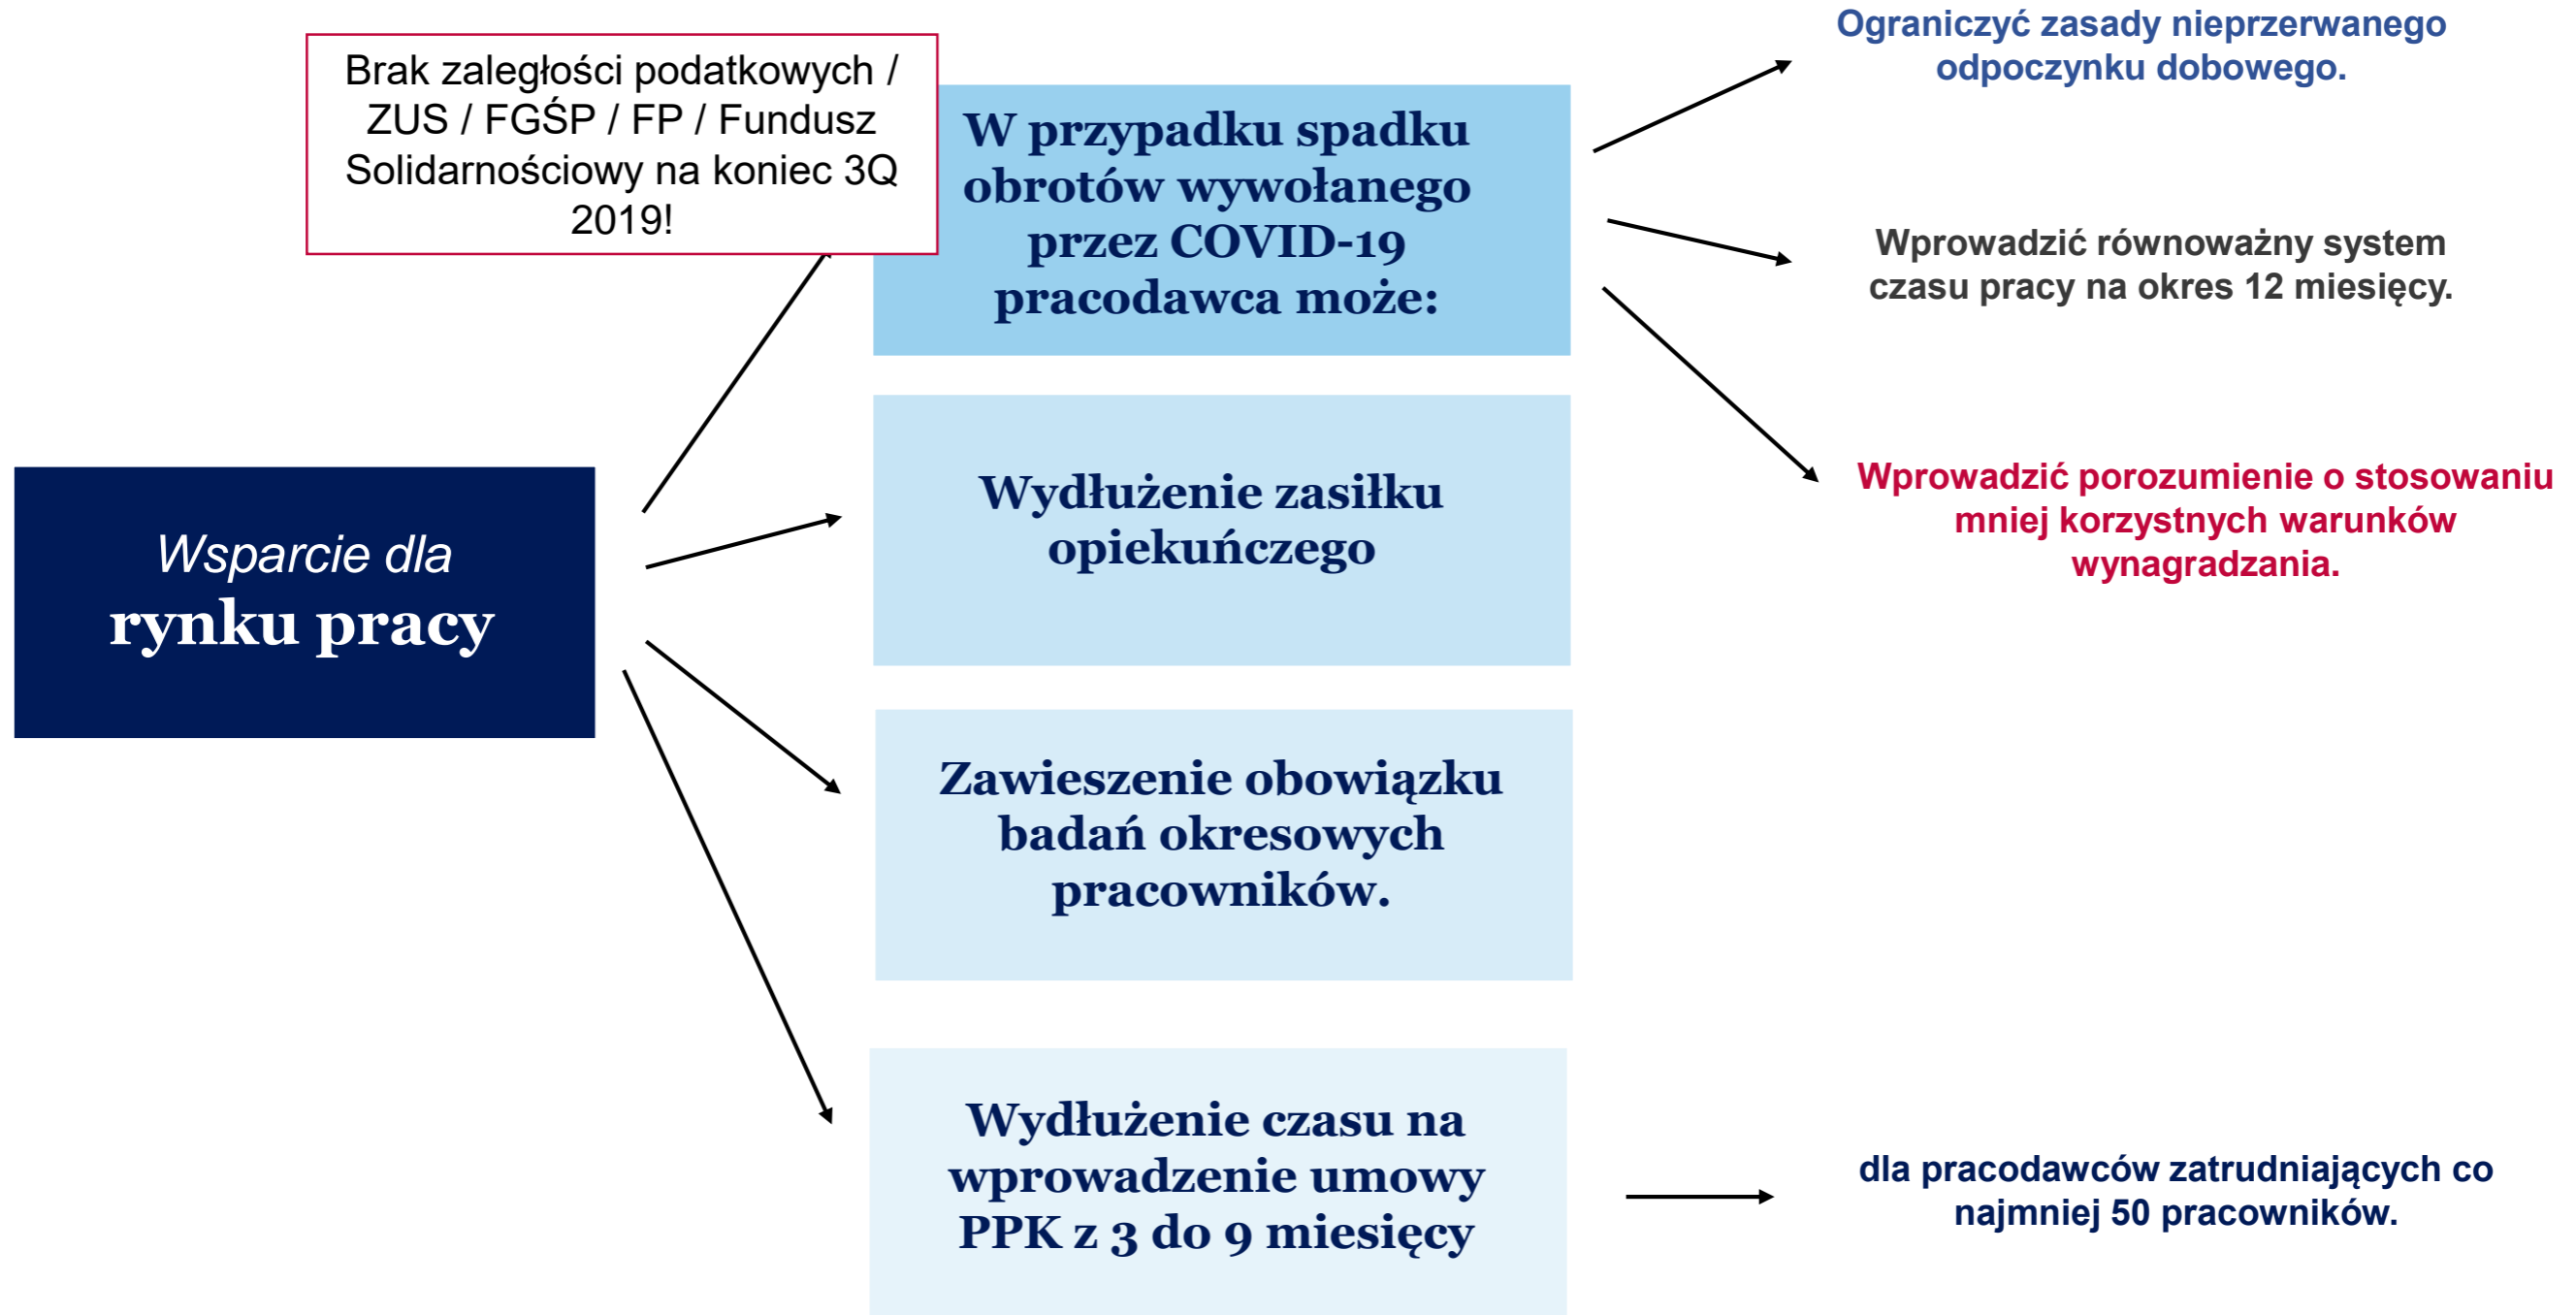 Brak zaległości podatkowych /
ZUS / FGŚP / FP / Fundusz
Solidarnościowy na koniec 3Q
2019!
Wsparcie dla
rynku pracy
W przypadku spadku
obrotów wywołanego
przez COVID-19
pracodawca może:
Ograniczyć zasady nieprzerwanego
odpoczynku dobowego.
Wprowadzić równoważny system
czasu pracy na okres 12 miesięcy.
Wprowadzić porozumienie o stosowaniu
mniej korzystnych warunków
wynagradzania.
Wydłużenie zasiłku
opiekuńczego
Zawieszenie obowiązku
badań okresowych
pracowników.
Wydłużenie czasu na
wprowadzenie umowy
PPK z 3 do 9 miesięcy
dla pracodawców zatrudniających co
najmniej 50 pracowników.